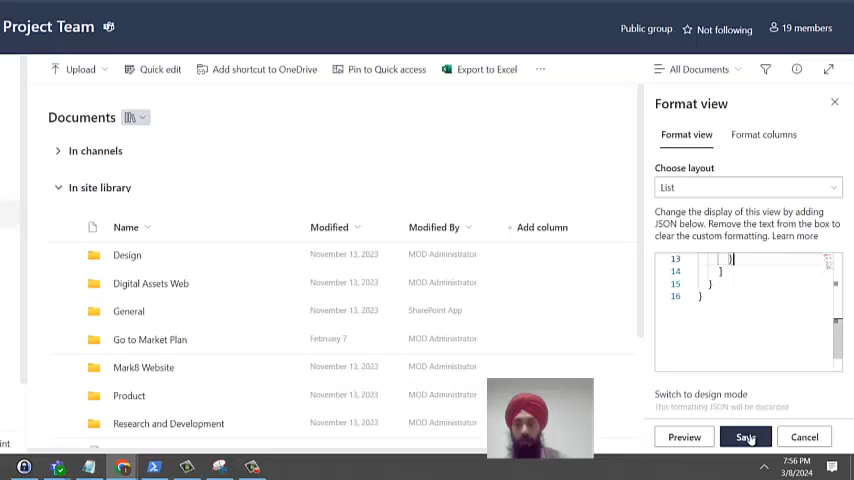 Project Team
Public group
Not following
19 members
Upload
Quick edit
Add shortcut to OneDrive
Pin to Quick access
Export to Excel
All Documents
Documents
In channels
In site library
Name
Modified
Modified By
+ Add column
Design
November 13, 2023
MOD Administrator
Digital Assets Web
November 13, 2023
MOD Administrator
General
November 13, 2023
SharePoint App
Go to Market Plan
February 7
MOD Administrator
Mark8 Website
November 13, 2023
MOD Administrator
Product
November 13, 2023
MOD Administrator
Research and Development
November 13, 2023
Format view
Format view
Format columns
Choose layout
List
Change the display of this view by adding
JSON below. Remove the text from the box to
clear the custom formatting. Learn more
13 }
14 ]
15 }
16 }
Switch to design mode
This formatting JSON will be discarded
Preview
Save
Cancel
7:56 PM
3/8/2024